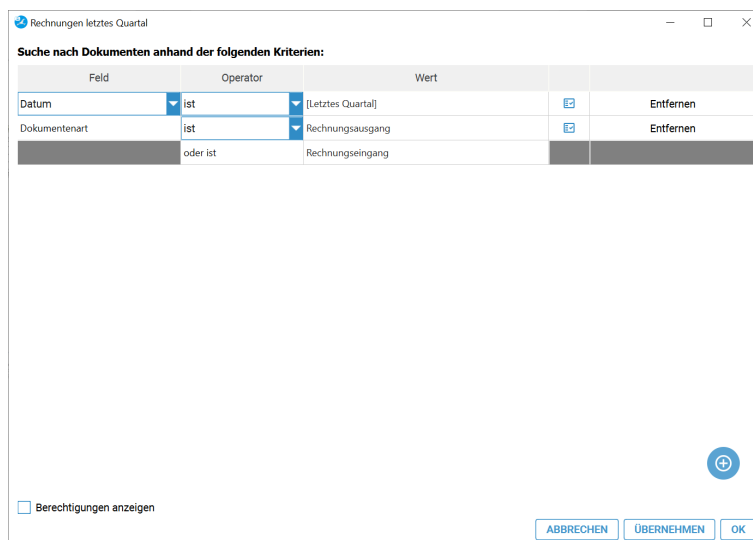 Rechnungen letztes Quartal
Suche nach Dokumenten anhand der folgenden Kriterien:
Feld Operator Wert
Datum ist [Letztes Quartal] Entfernen
Dokumentenart ist Rechnungsausgang Entfernen
oder ist Rechnungseingang
Berechtigungen anzeigen
ABBRECHEN ÜBERNEHMEN OK